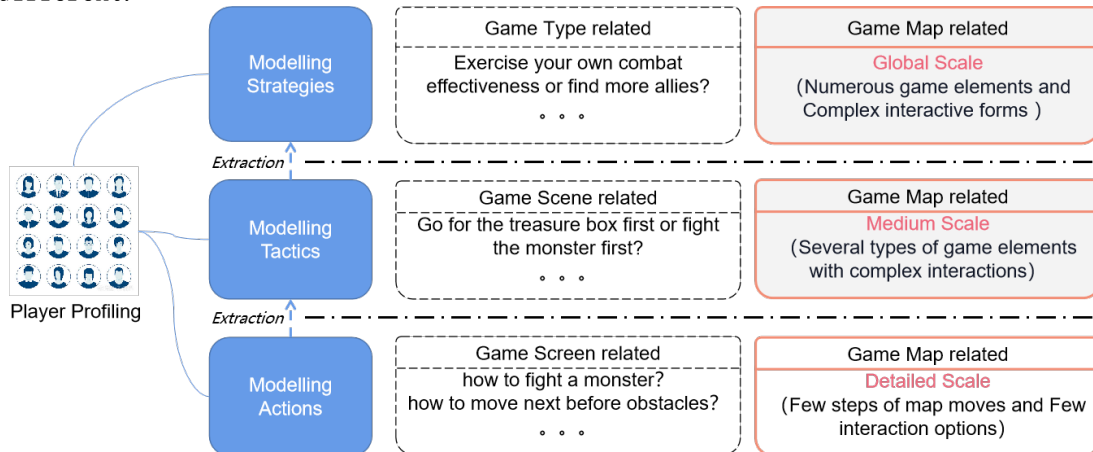 Modelling
Strategies
Game Type related
Exercise your own combat
effectiveness or find more allies?
Game Map related
Global Scale
(Numerous game elements and
Complex interactive forms )
Extraction
Modelling
Tactics
Game Scene related
Go for the treasure box first or fight
the monster first?
Game Map related
Medium Scale
(Several types of game elements
with complex interactions)
Player Profiling
Extraction
Modelling
Actions
Game Screen related
how to fight a monster?
how to move next before obstacles?
Game Map related
Detailed Scale
(Few steps of map moves and Few
interaction options)